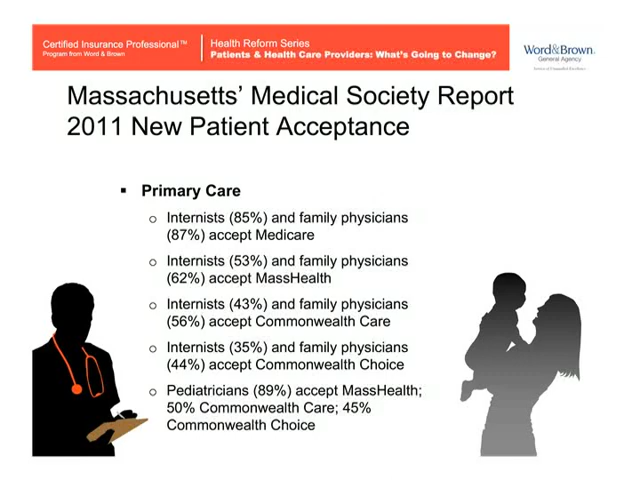 Certified Insurance Professional™
Program from Word & Brown
Health Reform Series
Patients & Health Care Providers: What's Going to Change?
Word&Brown.
General Agency
Service of Unequalled Excellence
Massachusetts' Medical Society Report
2011 New Patient Acceptance
▪ Primary Care
o Internists (85%) and family physicians
(87%) accept Medicare
o Internists (53%) and family physicians
(62%) accept MassHealth
o Internists (43%) and family physicians
(56%) accept Commonwealth Care
o Internists (35%) and family physicians
(44%) accept Commonwealth Choice
o Pediatricians (89%) accept MassHealth;
50% Commonwealth Care; 45%
Commonwealth Choice